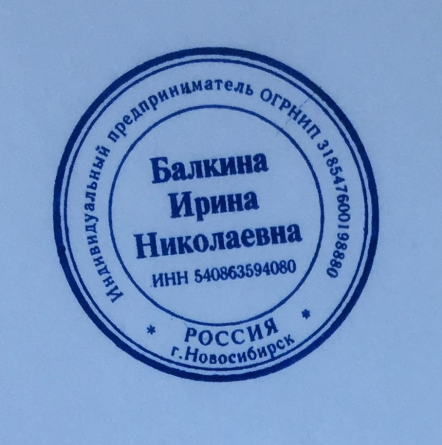 Индивидуальный предприниматель ОГРНИП 318547600198880
Балкина
Ирина
Николаевна
ИНН 540863594080
* РОССИЯ *
г.Новосибирск